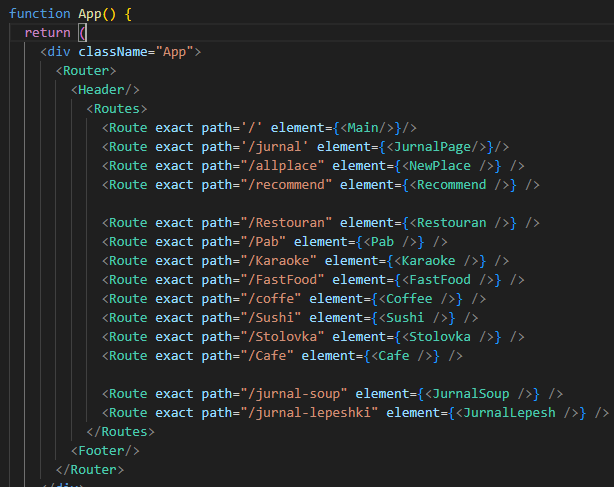 function App() {
return (
<div className="App">
<Router>
<Header/>
<Routes>
<Route exact path='/' element={<Main/>}/>
<Route exact path='/jurnal' element={<JurnalPage/>}/>
<Route exact path="/allplace" element={<NewPlace />} />
<Route exact path="/recommend" element={<Recommend />} />
<Route exact path="/Restouran" element={<Restouran />} />
<Route exact path="/Pab" element={<Pab />} />
<Route exact path="/Karaoke" element={<Karaoke />} />
<Route exact path="/FastFood" element={<FastFood />} />
<Route exact path="/coffe" element={<Coffee />} />
<Route exact path="/Sushi" element={<Sushi />} />
<Route exact path="/Stolovka" element={<Stolovka />} />
<Route exact path="/Cafe" element={<Cafe />} />
<Route exact path="/jurnal-soup" element={<JurnalSoup />} />
<Route exact path="/jurnal-lepeshki" element={<JurnalLepesh />} />
</Routes>
<Footer/>
</Router>
</div>